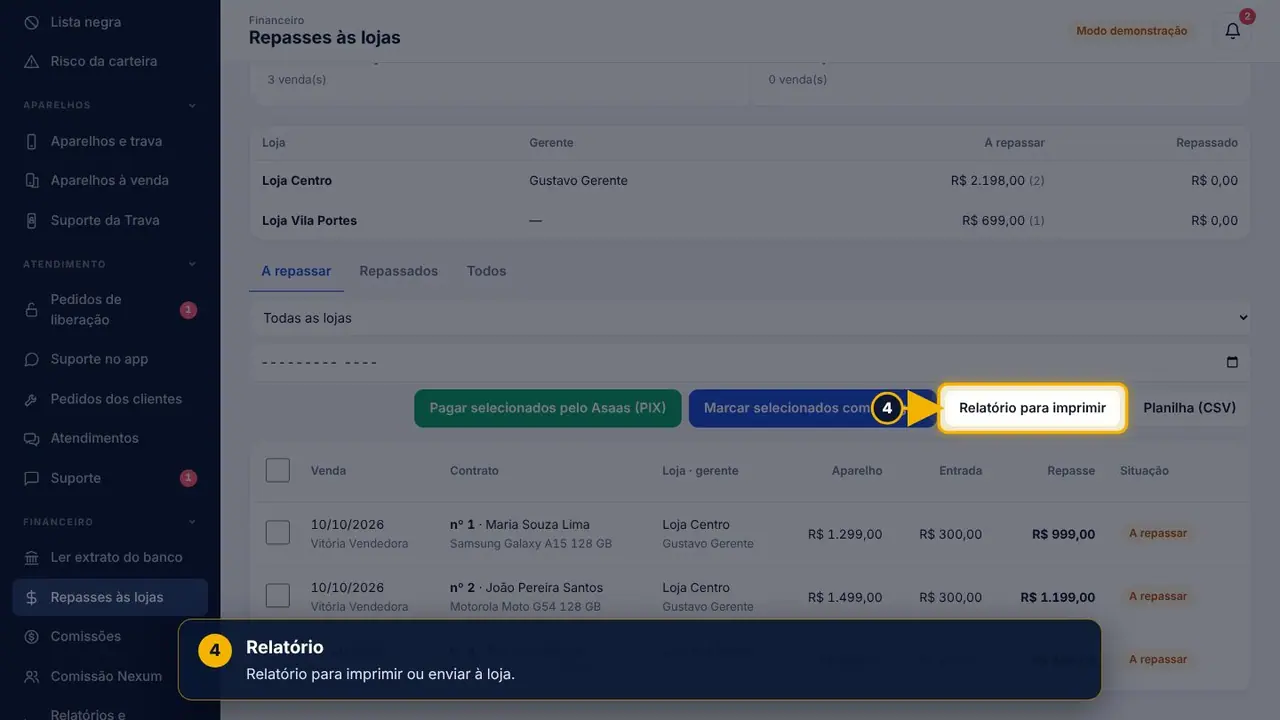 Lista negra
Risco da carteira
APARELHOS
Aparelhos e trava
Aparelhos à venda
Suporte da Trava
ATENDIMENTO
Pedidos de
liberação
1
Suporte no app
Pedidos dos clientes
Atendimentos
Suporte
1
FINANCEIRO
Ler extrato do banco
Repasses às lojas
Comissões
Comissão Nexum
Relatórios e
Financeiro
Repasses às lojas
Modo demonstração
2
3 venda(s)
0 venda(s)
Loja Gerente A repassar Repassado
Loja Centro Gustavo Gerente R$ 2.198,00 (2) R$ 0,00
Loja Vila Portes — R$ 699,00 (1) R$ 0,00
A repassar Repassados Todos
Todas as lojas
--------- ----
Pagar selecionados pelo Asaas (PIX) Marcar selecionados com 4 Relatório para imprimir Planilha (CSV)
Venda Contrato Loja · gerente Aparelho Entrada Repasse Situação
10/10/2026 nº 1 · Maria Souza Lima Loja Centro R$ 1.299,00 R$ 300,00 R$ 999,00 A repassar
Vitória Vendedora Samsung Galaxy A15 128 GB Gustavo Gerente
10/10/2026 nº 2 · João Pereira Santos Loja Centro R$ 1.499,00 R$ 300,00 R$ 1.199,00 A repassar
Vitória Vendedora Motorola Moto G54 128 GB Gustavo Gerente
A repassar
4 Relatório
Relatório para imprimir ou enviar à loja.